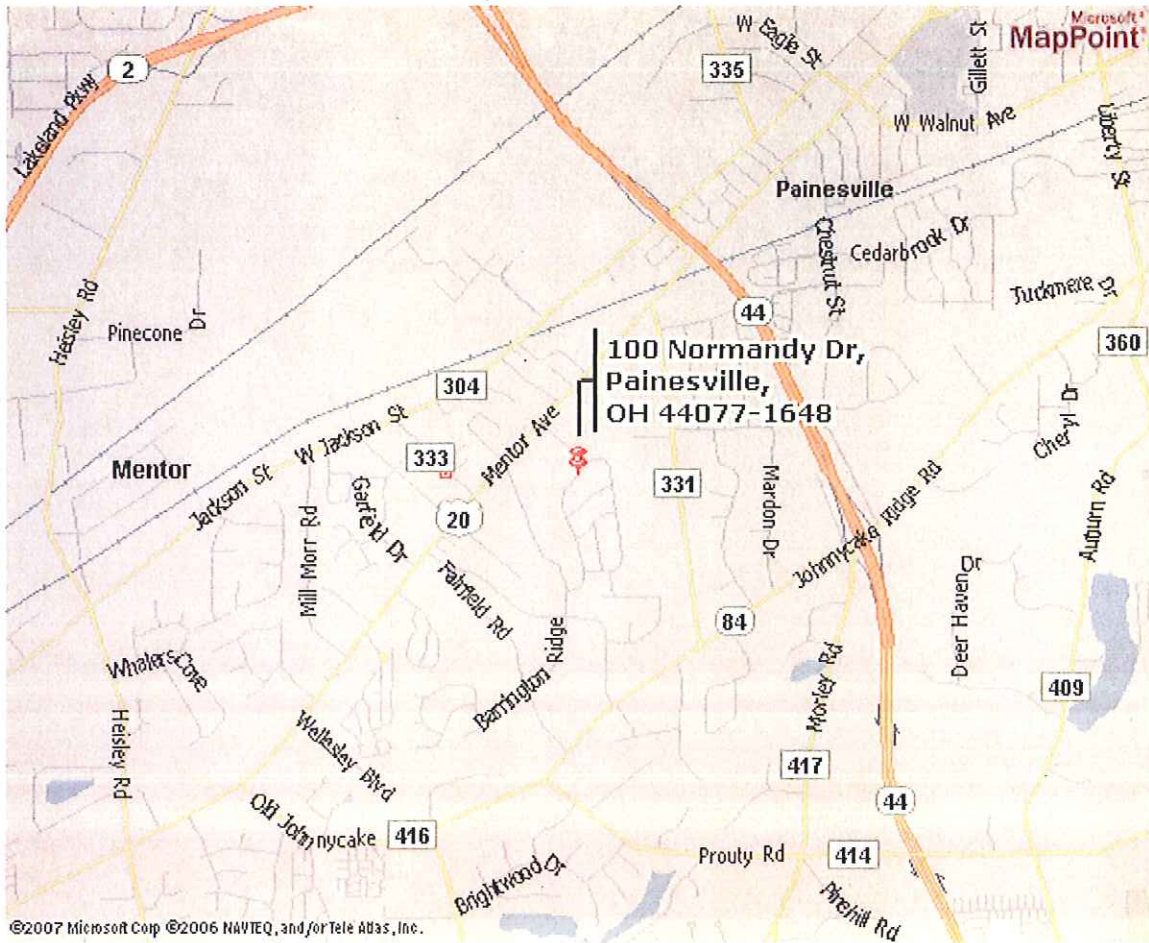 Microsoft®
MapPoint®
W Eagle St
Gillett St
335
2
Lakeland Pkwy
W Walnut Ave
Liberty St
Painesville
Chestnut St
Cedarbrook Dr
Tuckmere Dr
Heisley Rd
Pinecone Dr
44
360
100 Normandy Dr,
Painesville,
OH 44077-1648
304
Cheryl Dr
W Jackson St
Mentor Ave
333
Mentor
Jackson St
331
Mardon Dr
Johnnycake Ridge Rd
Auburn Rd
20
Garfield Dr
Mill Morr Rd
Fairfield Rd
Deer Haven Dr
84
Barrington Ridge
Whalers Cove
Morley Rd
409
Heisley Rd
Wellesley Blvd
417
44
Old Johnnycake
416
Prouty Rd
414
Brightwood Dr
Pinehill Rd
©2007 Microsoft Corp ©2006 NAVTEQ, and/or Tele Atlas, Inc.